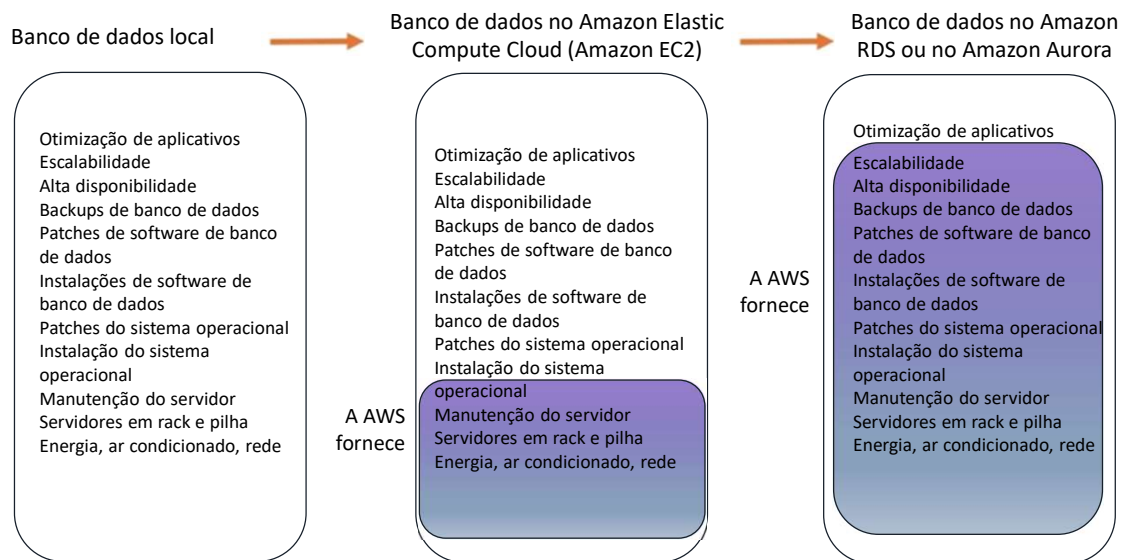 Banco de dados local
Banco de dados no Amazon Elastic
Compute Cloud (Amazon EC2)
Banco de dados no Amazon
RDS ou no Amazon Aurora
Otimização de aplicativos
Escalabilidade
Alta disponibilidade
Backups de banco de dados
Patches de software de banco
de dados
Instalações de software de
banco de dados
Patches do sistema operacional
Instalação do sistema
operacional
Manutenção do servidor
Servidores em rack e pilha
Energia, ar condicionado, rede
A AWS
fornece
Otimização de aplicativos
Escalabilidade
Alta disponibilidade
Backups de banco de dados
Patches de software de banco
de dados
Instalações de software de
banco de dados
Patches do sistema operacional
Instalação do sistema
operacional
Manutenção do servidor
Servidores em rack e pilha
Energia, ar condicionado, rede
A AWS
fornece
Otimização de aplicativos
Escalabilidade
Alta disponibilidade
Backups de banco de dados
Patches de software de banco
de dados
Instalações de software de
banco de dados
Patches do sistema operacional
Instalação do sistema
operacional
Manutenção do servidor
Servidores em rack e pilha
Energia, ar condicionado, rede